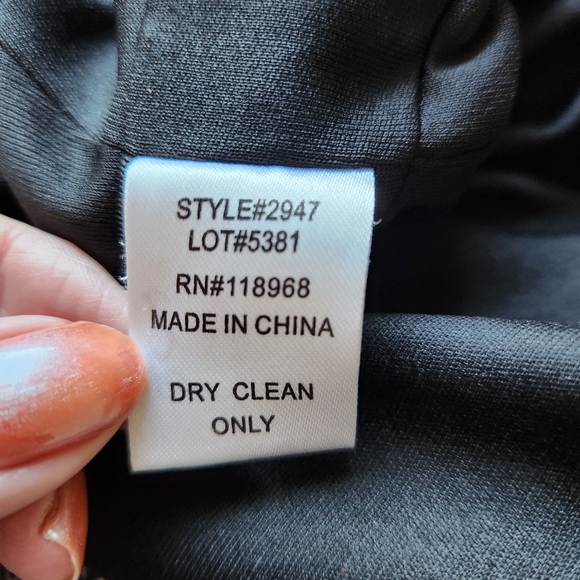 STYLE#2947
LOT#5381
RN#118968
MADE IN CHINA
DRY CLEAN
ONLY